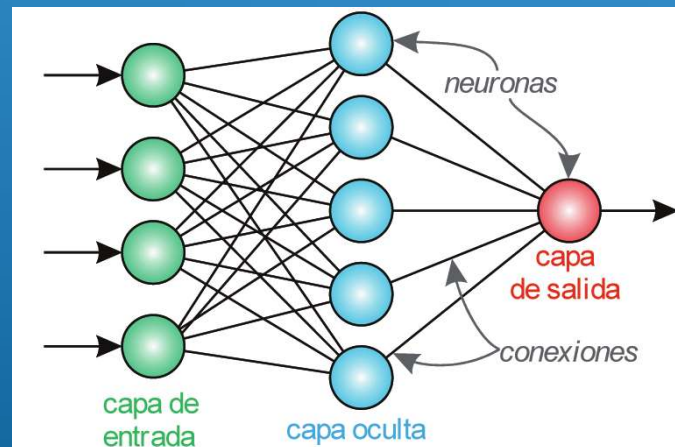 neuronas
capa
de salida
conexiones
capa de
entrada
capa oculta